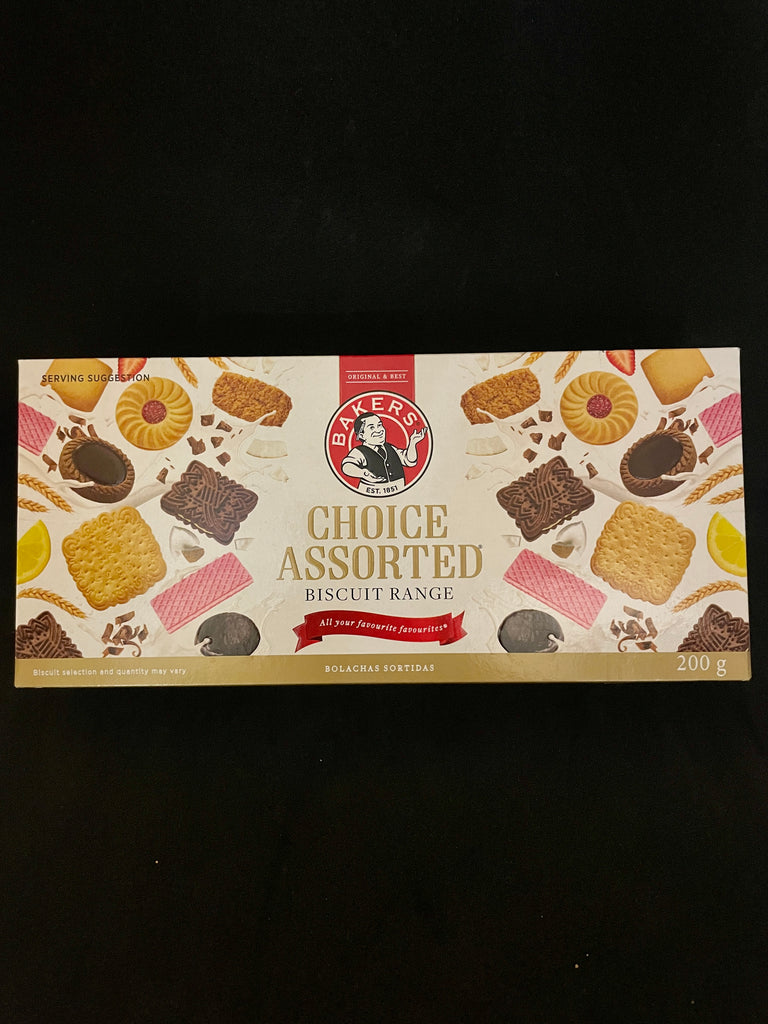 SERVING SUGGESTION
ORIGINAL & BEST
BAKERS
EST. 1851
CHOICE
ASSORTED®
BISCUIT RANGE
All your favourite favourites®
Biscuit selection and quantity may vary
BOLACHAS SORTIDAS
200 g